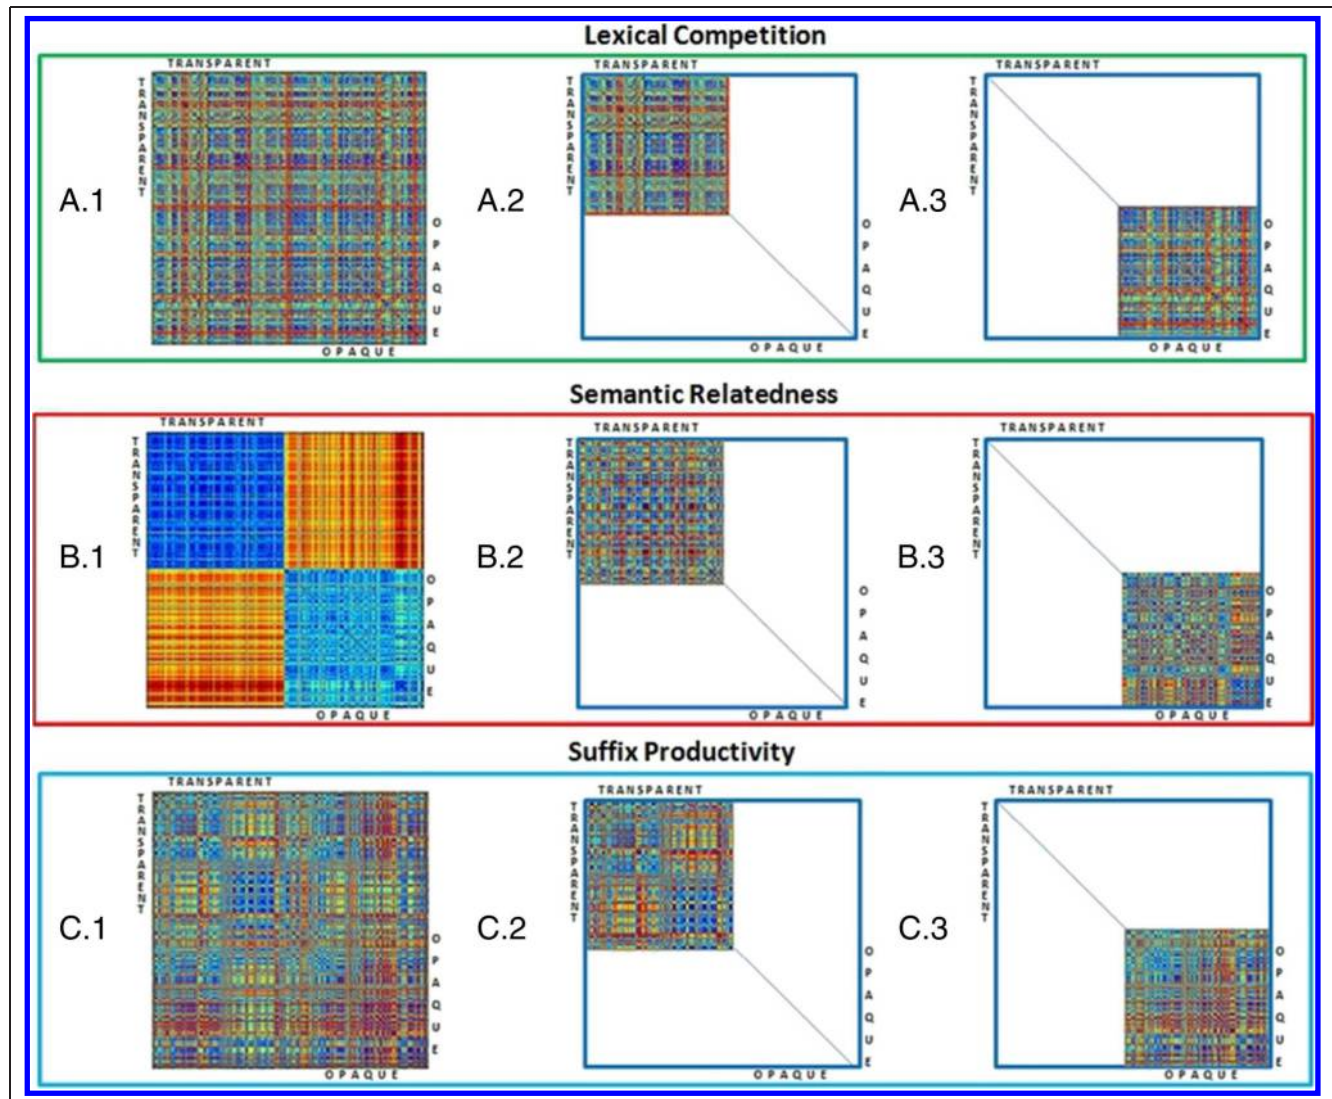 Lexical Competition
TRANSPARENT
TRANSPARENT
TRANSPARENT
TRANSPARENT
TRANSPARENT
TRANSPARENT
A.1
A.2
A.3
OPAQUE
OPAQUE
OPAQUE
OPAQUE
OPAQUE
OPAQUE
Semantic Relatedness
TRANSPARENT
TRANSPARENT
TRANSPARENT
TRANSPARENT
TRANSPARENT
TRANSPARENT
B.1
B.2
B.3
OPAQUE
OPAQUE
OPAQUE
OPAQUE
OPAQUE
OPAQUE
Suffix Productivity
TRANSPARENT
TRANSPARENT
TRANSPARENT
TRANSPARENT
TRANSPARENT
TRANSPARENT
C.1
C.2
C.3
OPAQUE
OPAQUE
OPAQUE
OPAQUE
OPAQUE
OPAQUE